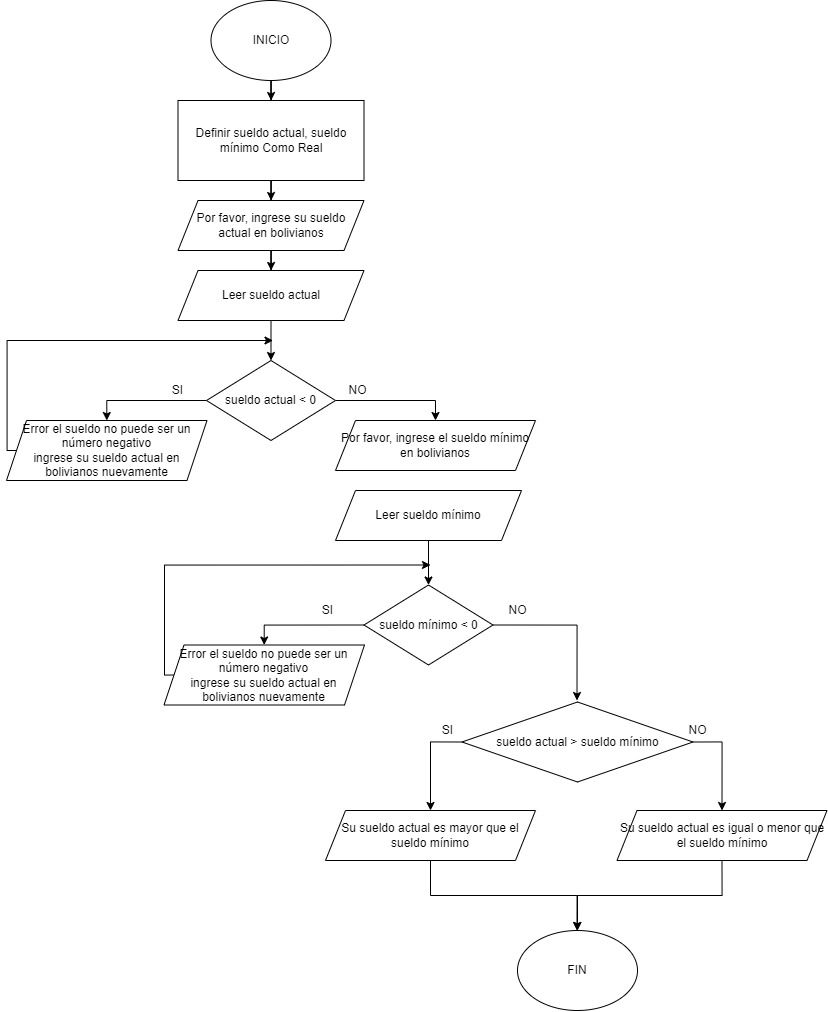 INICIO
Definir sueldo actual, sueldo
mínimo Como Real
Por favor, ingrese su sueldo
actual en bolivianos
Leer sueldo actual
SI
sueldo actual < 0
NO
Error el sueldo no puede ser un
número negativo
ingrese su sueldo actual en
bolivianos nuevamente
Por favor, ingrese el sueldo mínimo
en bolivianos
Leer sueldo mínimo
SI
sueldo mínimo < 0
NO
Error el sueldo no puede ser un
número negativo
ingrese su sueldo actual en
bolivianos nuevamente
SI
sueldo actual > sueldo mínimo
NO
Su sueldo actual es mayor que el
sueldo mínimo
Su sueldo actual es igual o menor que
el sueldo mínimo
FIN